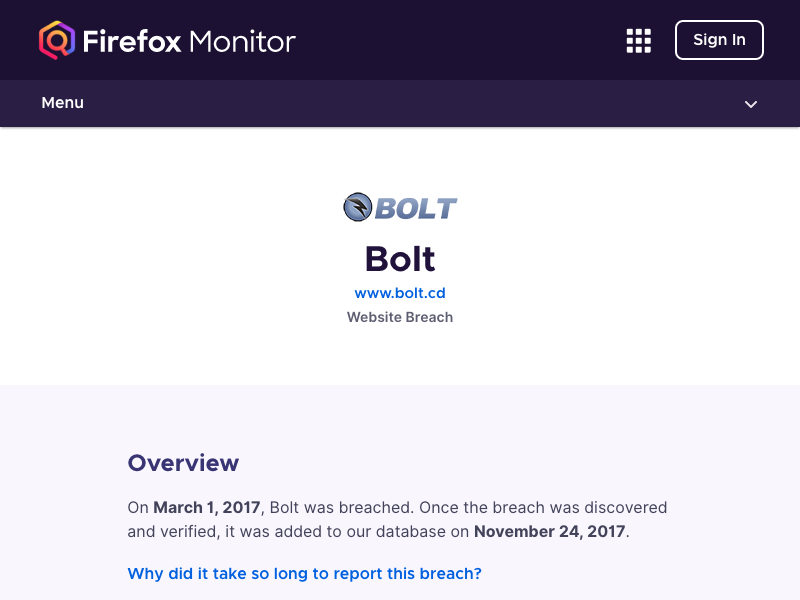 Firefox Monitor
Sign In
Menu
BOLT
Bolt
www.bolt.cd
Website Breach
Overview
On March 1, 2017, Bolt was breached. Once the breach was discovered
and verified, it was added to our database on November 24, 2017.
Why did it take so long to report this breach?